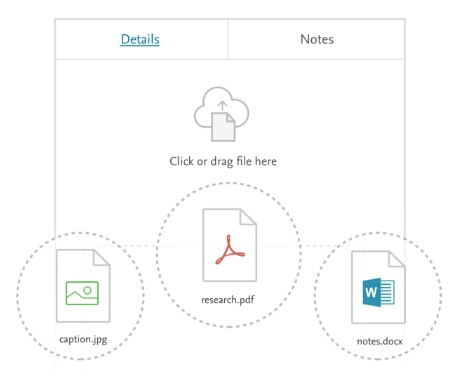 Details
Notes
Click or drag file here
research.pdf
W
caption.jpg
notes.docx